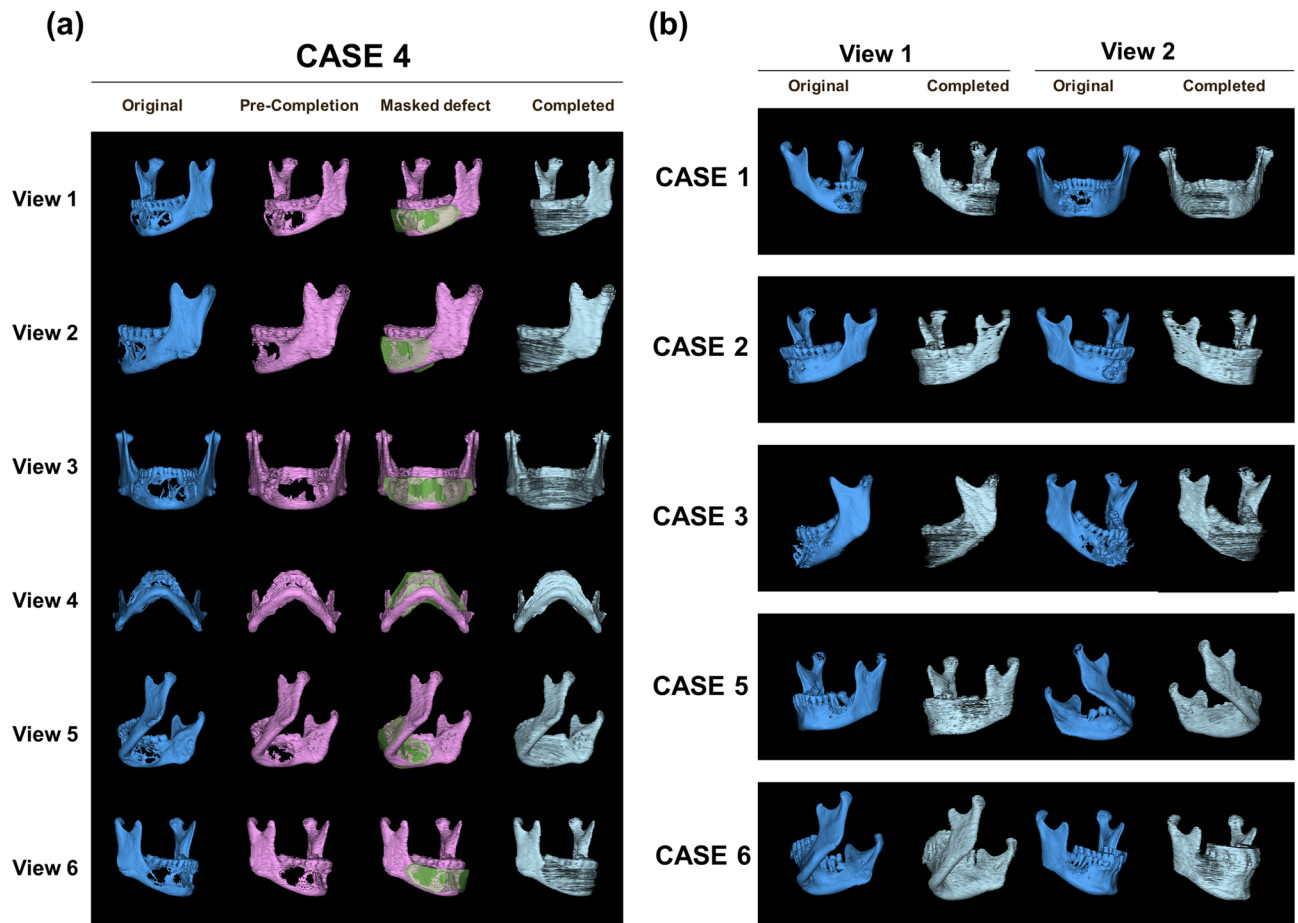 (a)
CASE 4
Original Pre-Completion Masked defect Completed
View 1
View 2
View 3
View 4
View 5
View 6
(b)
View 1 View 2
Original Completed Original Completed
CASE 1
CASE 2
CASE 3
CASE 5
CASE 6